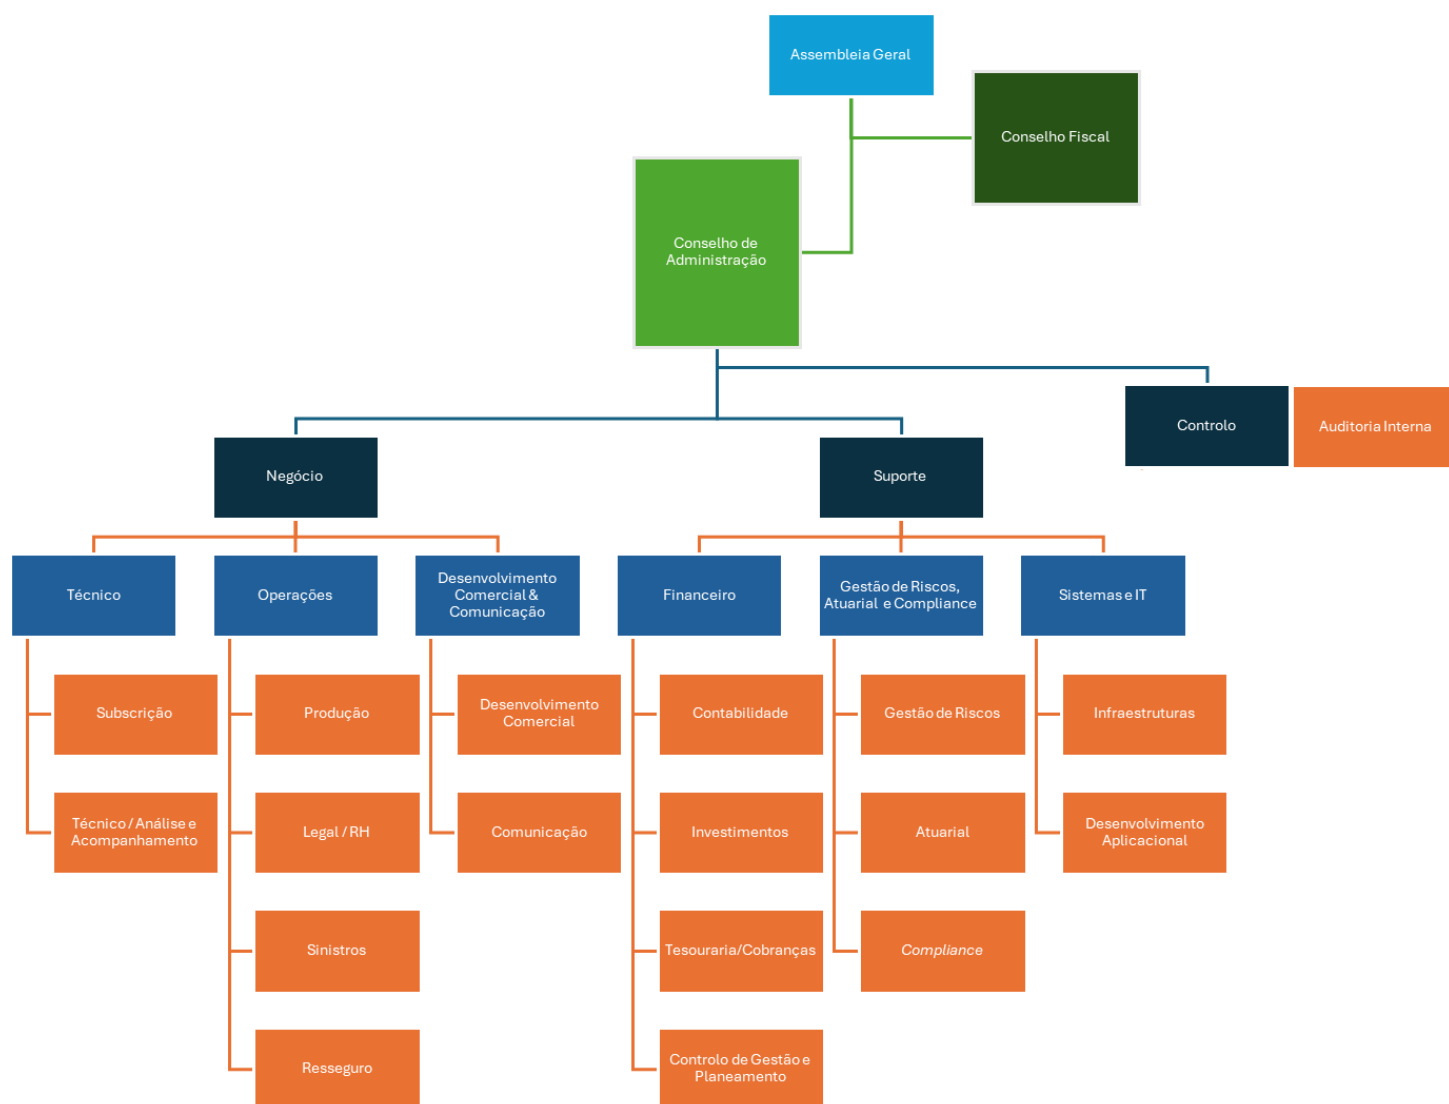 Assembleia Geral
Conselho Fiscal
Conselho de
Administração
Controlo
Auditoria Interna
Negócio
Suporte
Técnico
Operações
Desenvolvimento
Comercial &
Comunicação
Financeiro
Gestão de Riscos,
Atuarial e Compliance
Sistemas e IT
Subscrição
Produção
Desenvolvimento
Comercial
Contabilidade
Gestão de Riscos
Infraestruturas
Técnico / Análise e
Acompanhamento
Legal / RH
Comunicação
Investimentos
Atuarial
Desenvolvimento
Aplicacional
Sinistros
Tesouraria/Cobranças
Compliance
Resseguro
Controlo de Gestão e
Planeamento